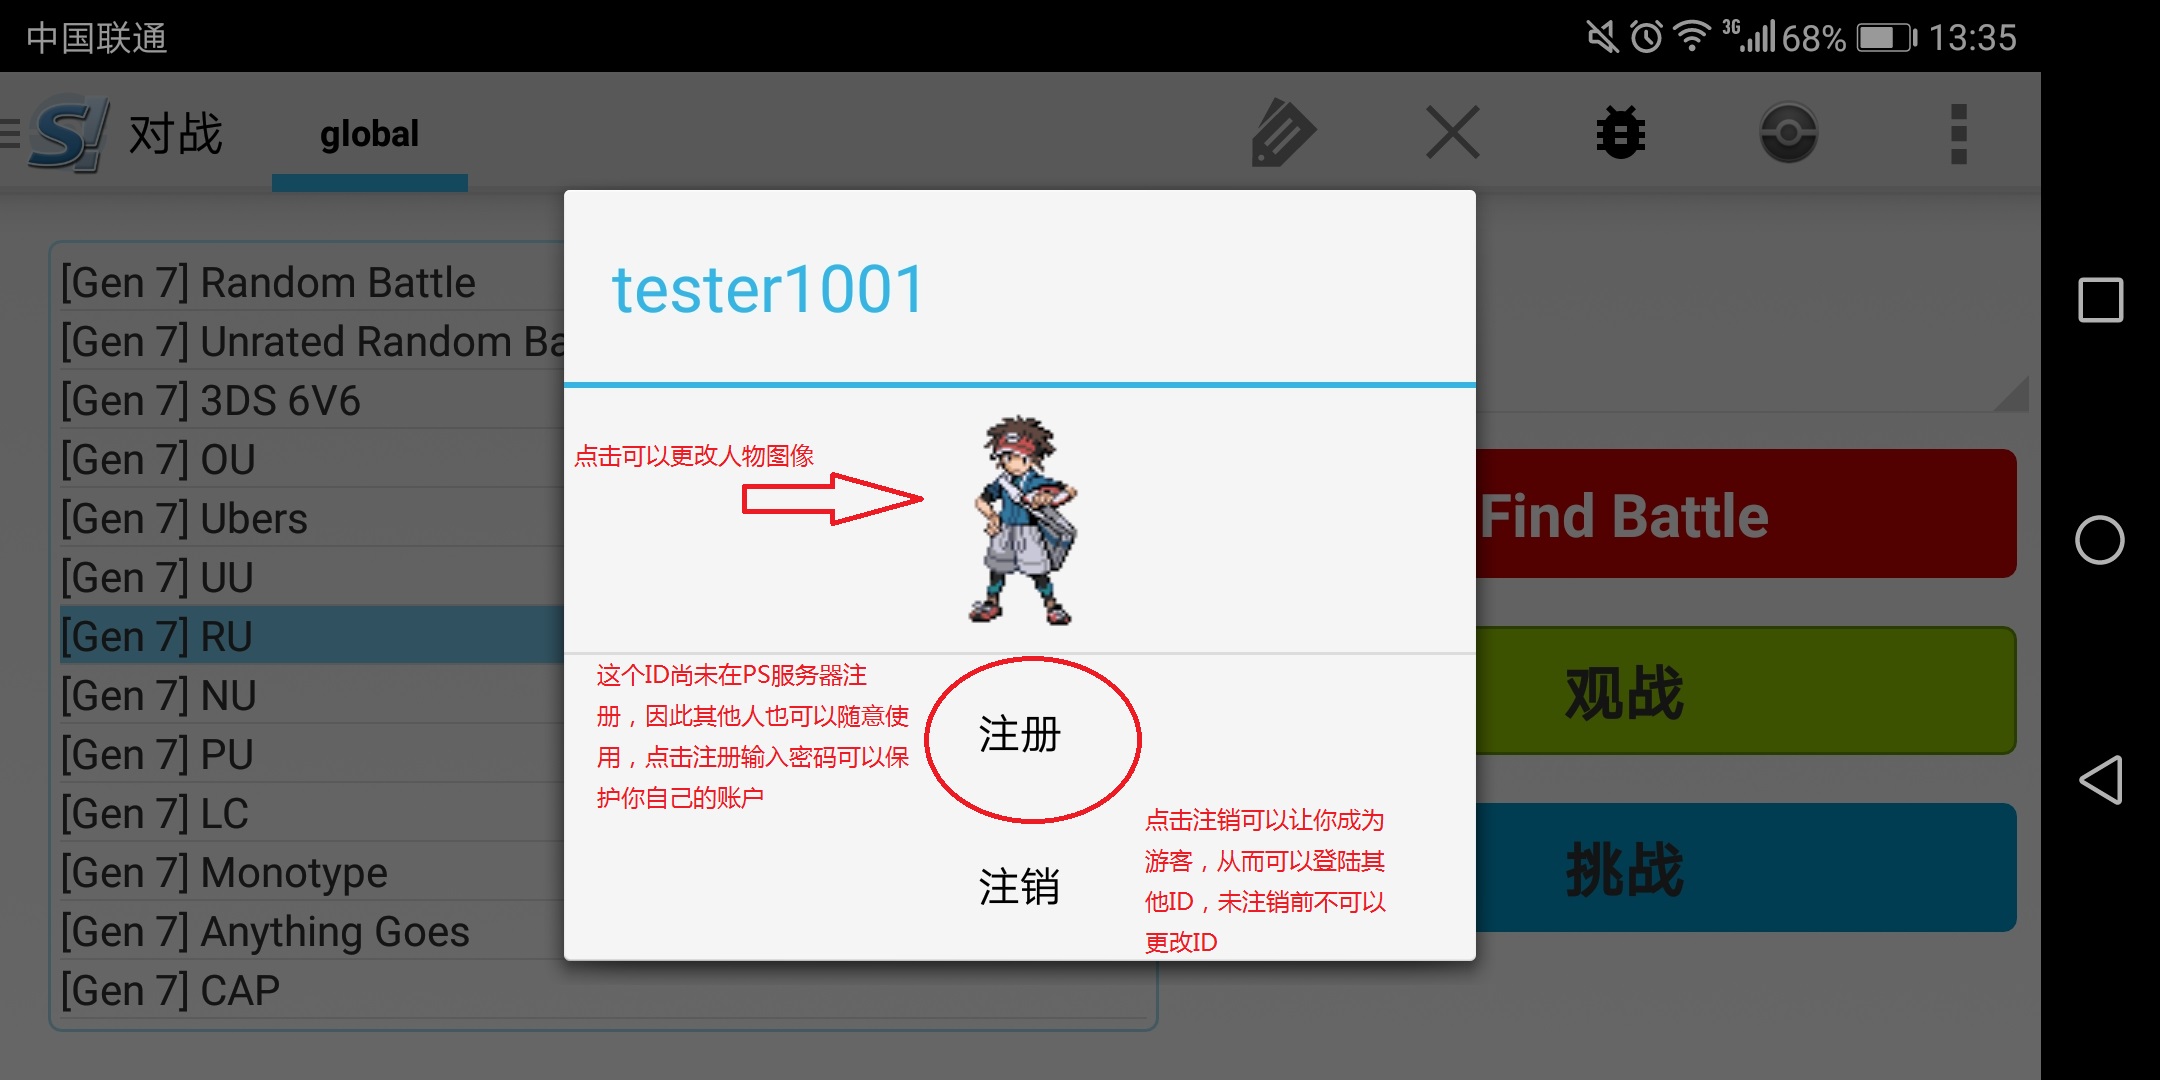 中国联通
3G
68%
13:35
S!
对战
global
[Gen 7] Random Battle
[Gen 7] Unrated Random Ba
[Gen 7] 3DS 6V6
[Gen 7] OU
[Gen 7] Ubers
[Gen 7] UU
[Gen 7] RU
[Gen 7] NU
[Gen 7] PU
[Gen 7] LC
[Gen 7] Monotype
[Gen 7] Anything Goes
[Gen 7] CAP
tester1001
点击可以更改人物图像
这个ID尚未在PS服务器注
册，因此其他人也可以随意使
用，点击注册输入密码可以保
护你自己的账户
注册
注销
点击注销可以让你成为
游客，从而可以登陆其
他ID，未注销前不可以
更改ID
Find Battle
观战
挑战